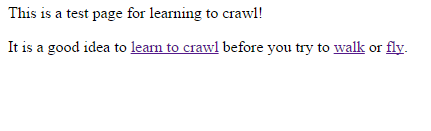 This is a test page for learning to crawl!
It is a good idea to learn to crawl before you try to walk or fly.